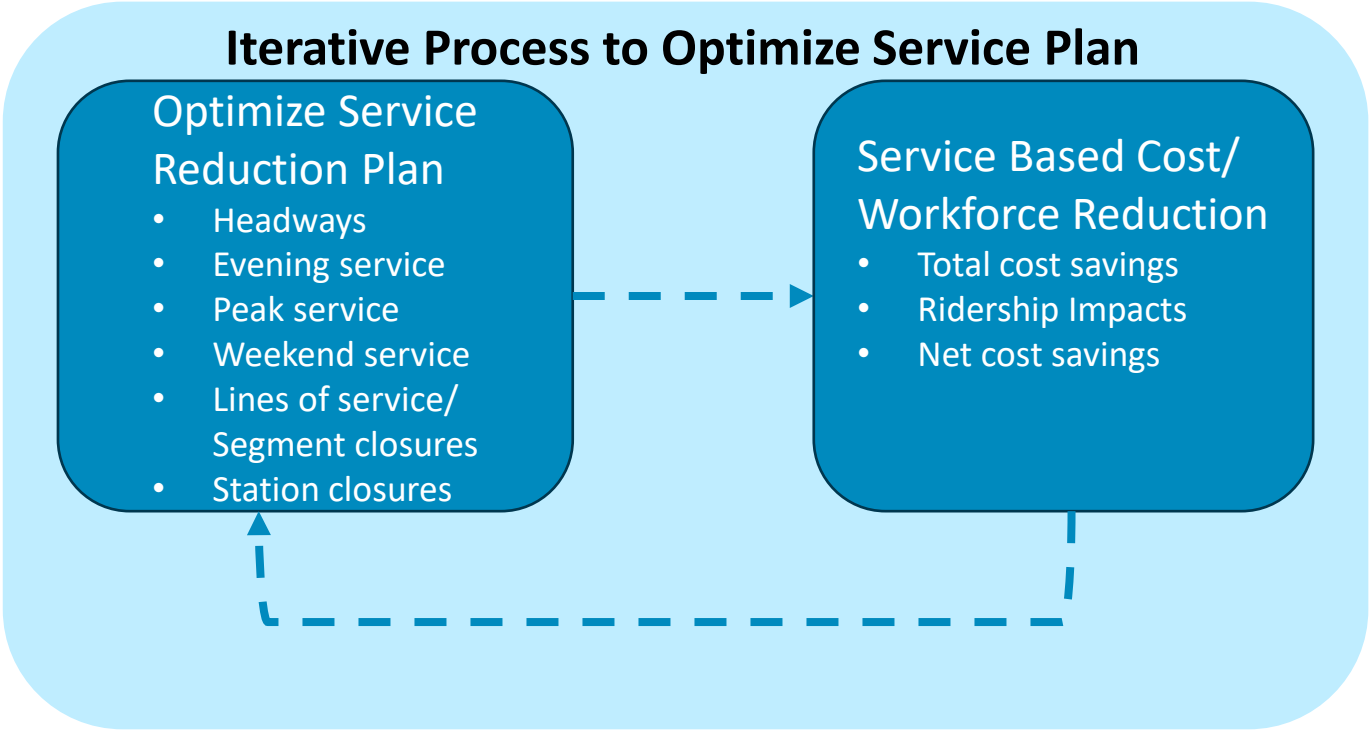 Iterative Process to Optimize Service Plan
Optimize Service
Reduction Plan
• Headways
• Evening service
• Peak service
• Weekend service
• Lines of service/
Segment closures
• Station closures
Service Based Cost/
Workforce Reduction
• Total cost savings
• Ridership Impacts
• Net cost savings